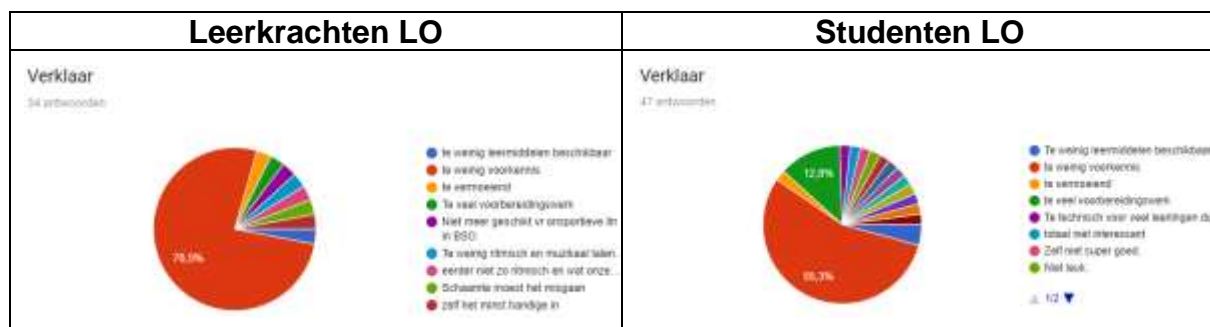 Leerkrachten LO
Studenten LO
Verklaar
34 antwoorden
76,5%
te weinig leermiddelen beschikbaar
te weinig voorkennis
te vermoeiend
Te veel voorbereidingswerk
Niet meer geschikt vr onsportieve lln
in BSO.
Te weinig ritmisch en muzikaal talen.
eerder niet zo ritmisch en wat onze...
Schaamte moest het misgaan
zelf het minst handige in
Verklaar
47 antwoorden
12,8%
55,3%
Te weinig leermiddelen beschikbaar
te weinig voorkennis
te vermoeiend
te veel voorbereidingswerk
Te technisch voor veel leerlingen du
totaal niet interessant
Zelf niet super goed.
Niet leuk.
1/2